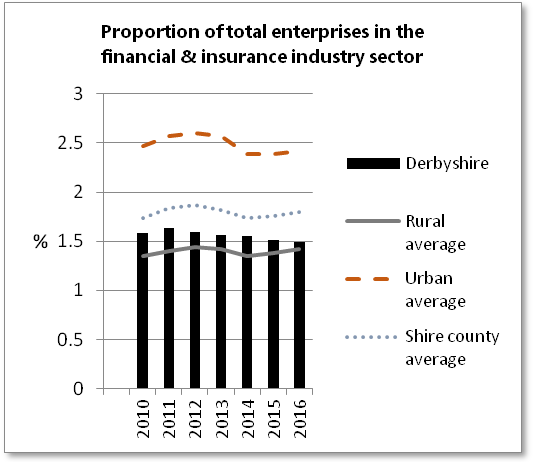 Proportion of total enterprises in the
financial & insurance industry sector
3
2.5
2
1.5
1
0.5
0
%
2010
2011
2012
2013
2014
2015
2016
Derbyshire
Rural
average
Urban
average
Shire county
average